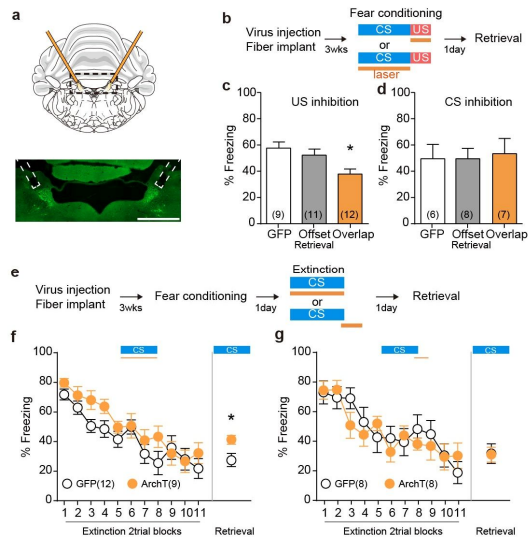 a
b
Fear conditioning
Virus injection
Fiber implant
3wks
CS US
or
CS US
laser
1day
Retrieval
c
US inhibition
% Freezing
100
80
60
40
20
0
*
(9) (11) (12)
GFP Offset Overlap
Retrieval
d
CS inhibition
% Freezing
100
80
60
40
20
0
(6) (8) (7)
GFP Offset Overlap
Retrieval
e
Virus injection
Fiber implant
3wks
Fear conditioning
1day
Extinction
CS
or
CS
1day
Retrieval
f
CS CS
% Freezing
100
80
60
40
20
0
*
GFP(12) ArchT(9)
1 2 3 4 5 6 7 8 9 1011
Extinction 2trial blocks Retrieval
g
CS CS
% Freezing
100
80
60
40
20
0
GFP(8) ArchT(8)
1 2 3 4 5 6 7 8 9 1011
Extinction 2trial blocks Retrieval